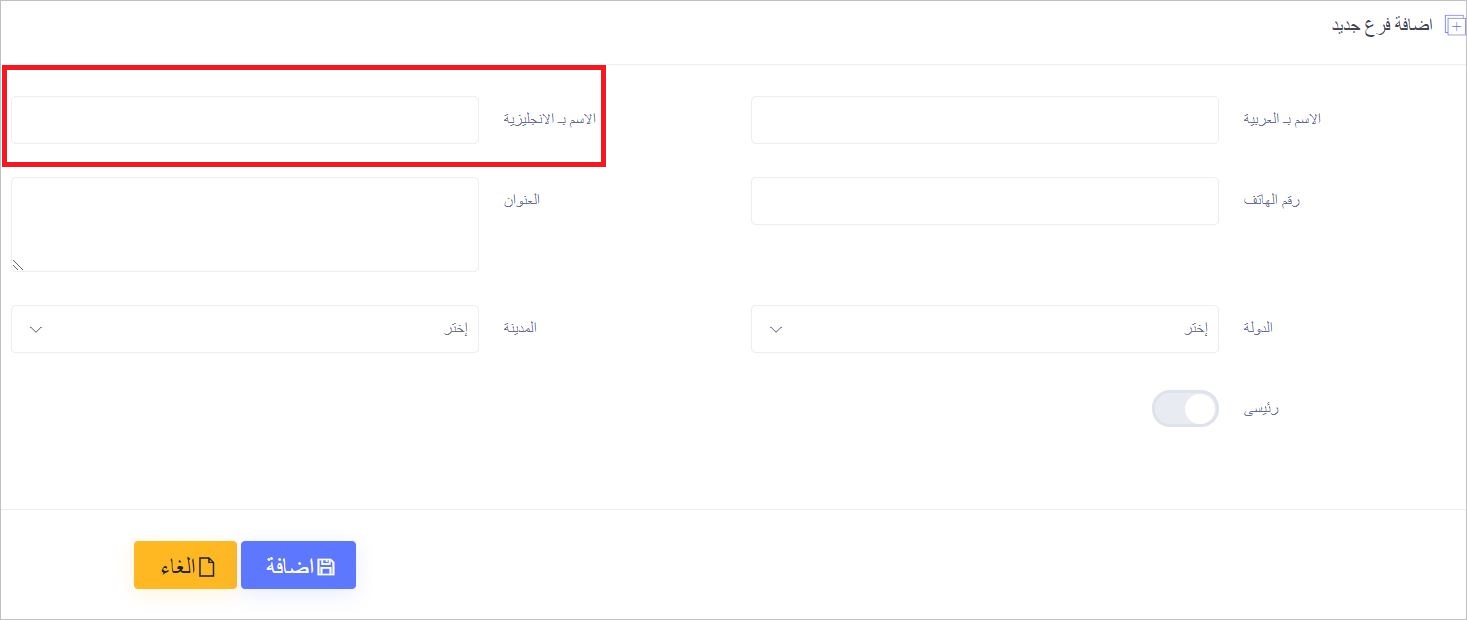 اضافة فرع جديد
الاسم بـ العربية
الاسم بـ الانجليزية
رقم الهاتف
العنوان
الدولة
إختر
المدينة
إختر
رئيسى
اضافة
الغاء